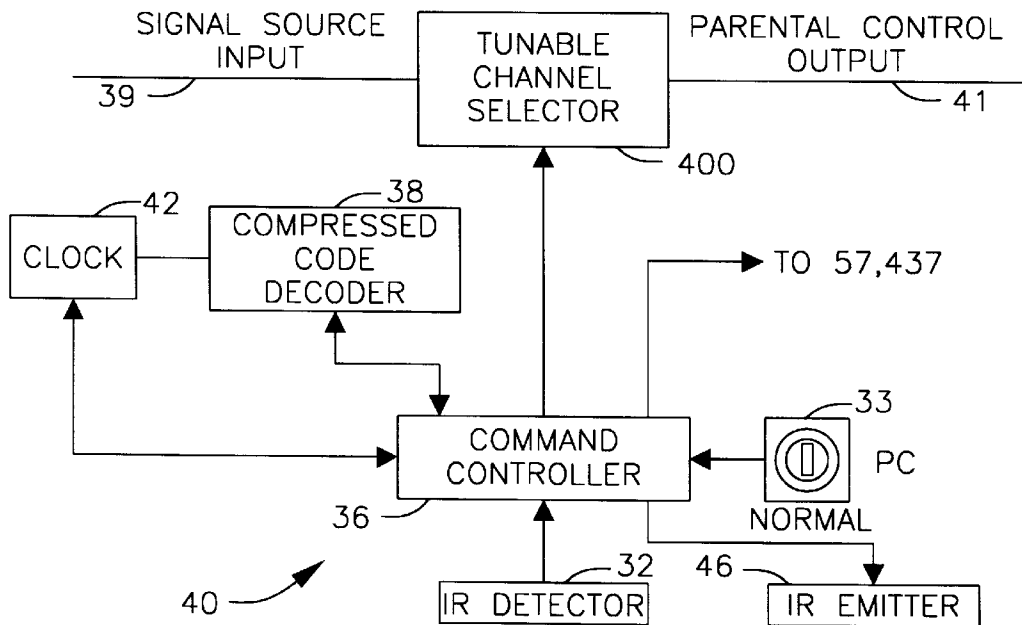 SIGNAL SOURCE
INPUT
39
TUNABLE
CHANNEL
SELECTOR
400
PARENTAL CONTROL
OUTPUT
41
42
CLOCK
38
COMPRESSED
CODE
DECODER
TO 57,437
COMMAND
CONTROLLER
36
33
PC
NORMAL
40
32
IR DETECTOR
46
IR EMITTER